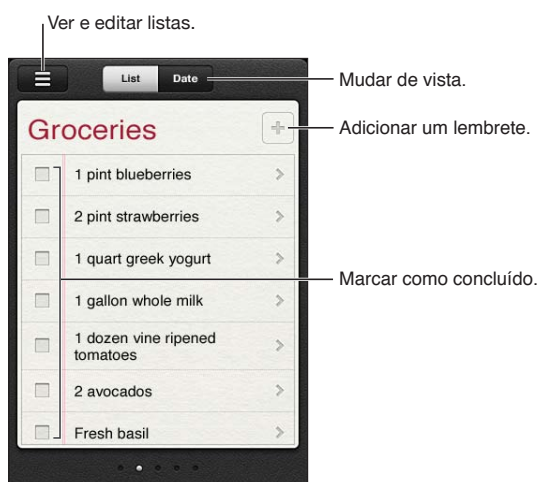 Ver e editar listas.
List Date
Mudar de vista.
Groceries
Adicionar um lembrete.
1 pint blueberries
2 pint strawberries
1 quart greek yogurt
Marcar como concluído.
1 gallon whole milk
1 dozen vine ripened
tomatoes
2 avocados
Fresh basil